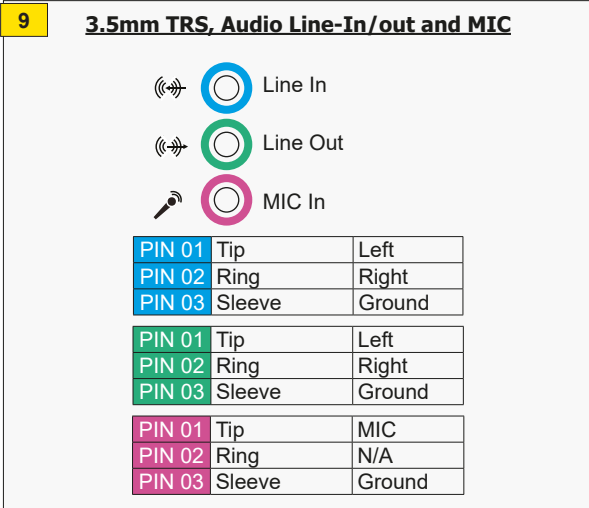 9
3.5mm TRS, Audio Line-In/out and MIC
Line In
Line Out
MIC In
PIN 01 Tip Left
PIN 02 Ring Right
PIN 03 Sleeve Ground
PIN 01 Tip Left
PIN 02 Ring Right
PIN 03 Sleeve Ground
PIN 01 Tip MIC
PIN 02 Ring N/A
PIN 03 Sleeve Ground